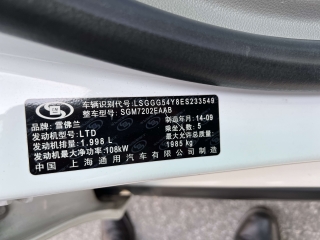 车辆识别代号: LSGGG54Y8ES233549
整车型号: SGM7202EAAB
品牌: 雪佛兰 制造年月: 14-09
发动机型号: LTD 乘坐人数: 5
发动机排量: 1.998 L 最大允许总质量:
发动机最大净功率: 108kW 1985 kg
中国 上海通用汽车有限公司 制造